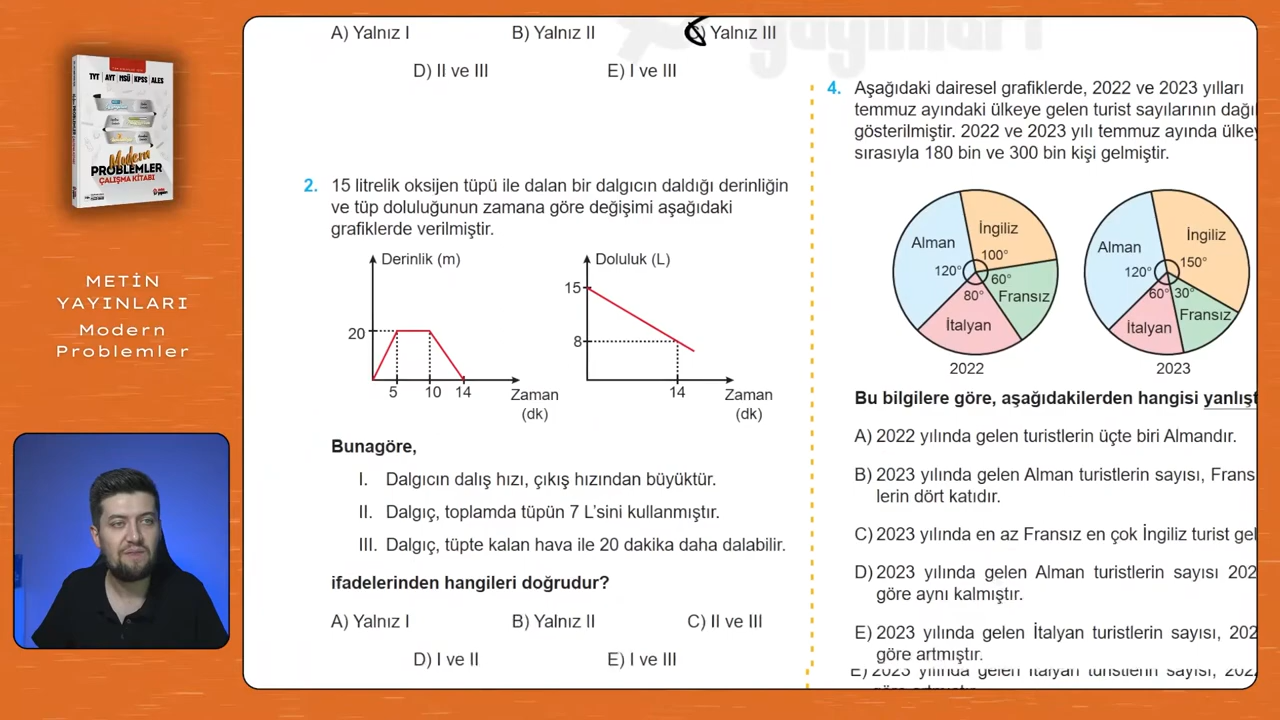 TYT AYT MSÜ KPSS ALES
Modern
PROBLEMLER
ÇALIŞMA KİTABI
METİN
YAYINLARI
Modern
Problemler
A) Yalnız I
B) Yalnız II
Yalnız III
D) II ve III
E) I ve III
yayınları
2. 15 litrelik oksijen tüpü ile dalan bir dalgıcın daldığı derinliğin
ve tüp doluluğunun zamana göre değişimi aşağıdaki
grafiklerde verilmiştir.
Derinlik (m)
20
5
10
14
Zaman
(dk)
Doluluk (L)
15
8
14
Zaman
(dk)
Bunagöre,
I. Dalgıcın dalış hızı, çıkış hızından büyüktür.
II. Dalgıç, toplamda tüpün 7 L'sini kullanmıştır.
III. Dalgıç, tüpte kalan hava ile 20 dakika daha dalabilir.
ifadelerinden hangileri doğrudur?
A) Yalnız I
B) Yalnız II
C) II ve III
D) I ve II
E) I ve III
4. Aşağıdaki dairesel grafiklerde, 2022 ve 2023 yılları
temmuz ayındaki ülkeye gelen turist sayılarının dağı
gösterilmiştir. 2022 ve 2023 yılı temmuz ayında ülke
sırasıyla 180 bin ve 300 bin kişi gelmiştir.
Alman
İngiliz
100°
120°
60°
80°
Fransız
İtalyan
2022
Alman
İngiliz
150°
120°
60°
30°
Fransız
İtalyan
2023
Bu bilgilere göre, aşağıdakilerden hangisi yanlışt
A) 2022 yılında gelen turistlerin üçte biri Almandır.
B) 2023 yılında gelen Alman turistlerin sayısı, Frans
lerin dört katıdır.
C) 2023 yılında en az Fransız en çok İngiliz turist gel
D) 2023 yılında gelen Alman turistlerin sayısı 202
göre aynı kalmıştır.
E) 2023 yılında gelen İtalyan turistlerin sayısı, 202
göre artmıştır.
E) 2023 yılında gelen İtalyan turistlerin sayısı, 202